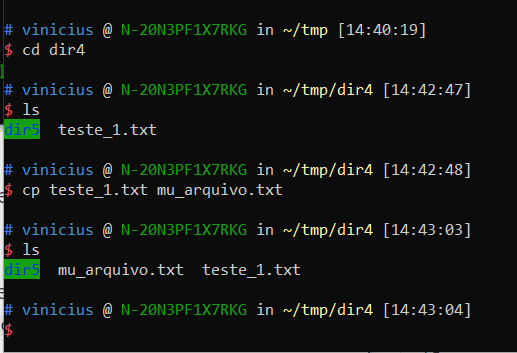 # vinicius @ N-20N3PF1X7RKG in ~/tmp [14:40:19]
$ cd dir4
# vinicius @ N-20N3PF1X7RKG in ~/tmp/dir4 [14:42:47]
$ ls
dir5 teste_1.txt
# vinicius @ N-20N3PF1X7RKG in ~/tmp/dir4 [14:42:48]
$ cp teste_1.txt mu_arquivo.txt
# vinicius @ N-20N3PF1X7RKG in ~/tmp/dir4 [14:43:03]
$ ls
dir5 mu_arquivo.txt teste_1.txt
# vinicius @ N-20N3PF1X7RKG in ~/tmp/dir4 [14:43:04]
$